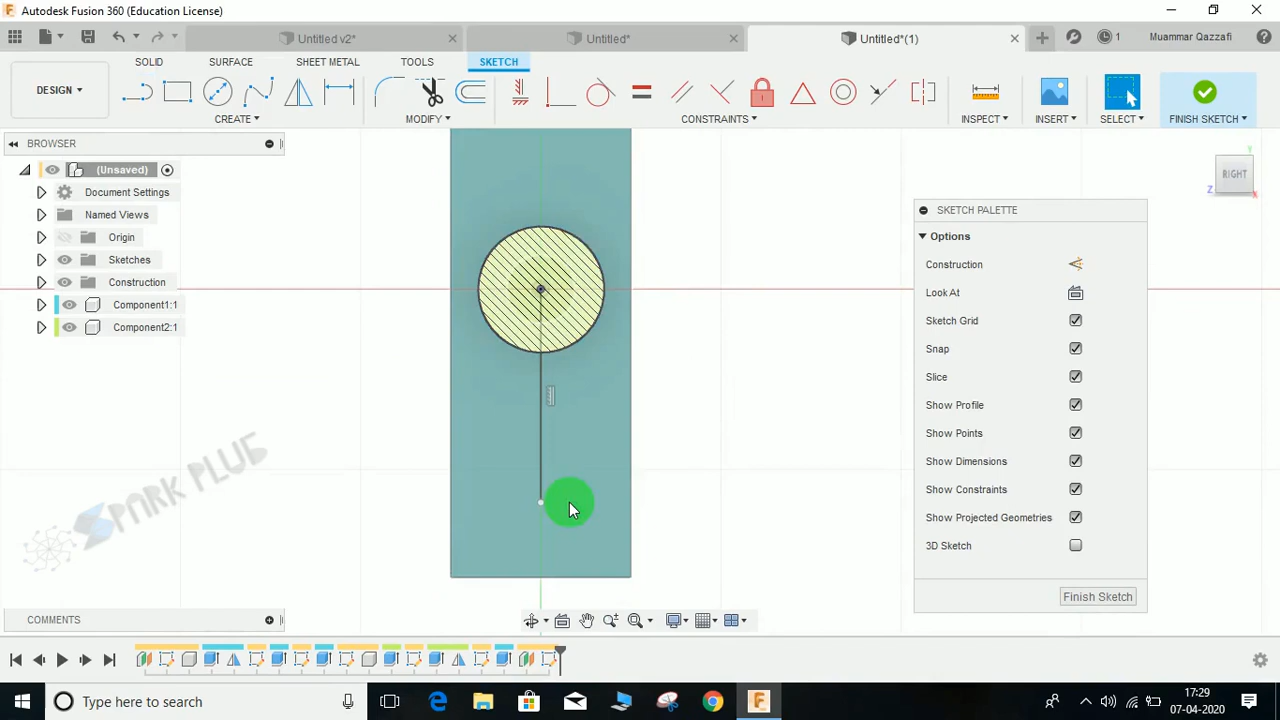 Autodesk Fusion 360 (Education License)
Untitled v2*
Untitled*
Untitled*(1)
1
Muammar Qazzafi
SOLID
SURFACE
SHEET METAL
TOOLS
SKETCH
DESIGN
CREATE
MODIFY
CONSTRAINTS
INSPECT
INSERT
SELECT
FINISH SKETCH
BROWSER
(Unsaved)
Document Settings
Named Views
Origin
Sketches
Construction
Component1:1
Component2:1
Y
RIGHT
Z
X
SKETCH PALETTE
Options
Construction
Look At
Sketch Grid
Snap
Slice
Show Profile
Show Points
Show Dimensions
Show Constraints
Show Projected Geometries
3D Sketch
Finish Sketch
SPARK PLUE
COMMENTS
Type here to search
17:29
07-04-2020